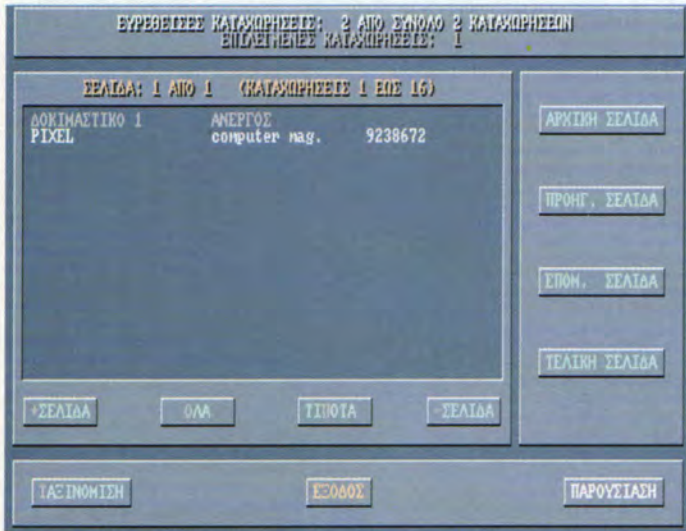 ΕΥΡΕΘΕΙΣΕΣ ΚΑΤΑΧΩΡΗΣΕΙΣ: 2 ΑΠΟ ΣΥΝΟΛΟ 2 ΚΑΤΑΧΩΡΗΣΕΩΝ
ΕΠΙΛΕΓΜΕΝΕΣ ΚΑΤΑΧΩΡΗΣΕΙΣ: 1
ΣΕΛΙΔΑ: 1 ΑΠΟ 1 (ΚΑΤΑΧΩΡΗΣΕΙΣ 1 ΕΩΣ 16)
ΔΟΚΙΜΑΣΤΙΚΟ 1 ΑΝΕΡΓΟΣ
PIXEL computer mag. 9238672
ΑΡΧΙΚΗ ΣΕΛΙΔΑ
ΠΡΟΗΓ. ΣΕΛΙΔΑ
ΕΠΟΜ. ΣΕΛΙΔΑ
ΤΕΛΙΚΗ ΣΕΛΙΔΑ
+ΣΕΛΙΔΑ ΟΛΑ ΤΙΠΟΤΑ -ΣΕΛΙΔΑ
ΤΑΞΙΝΟΜΙΣΗ ΕΞΟΔΟΣ ΠΑΡΟΥΣΙΑΣΗ